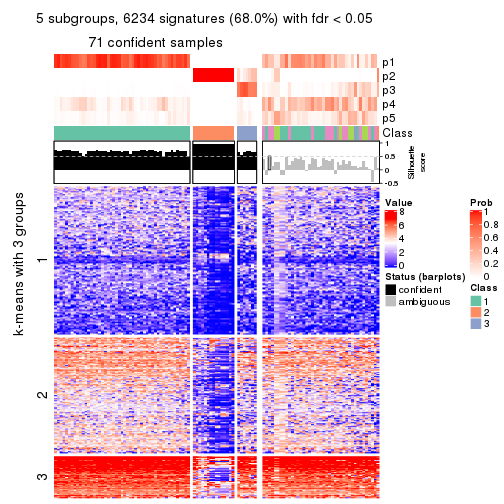 5 subgroups, 6234 signatures (68.0%) with fdr < 0.05
71 confident samples
p1
p2
p3
p4
p5
Class
1
0.5
0
-0.5
Silhouette
score
k-means with 3 groups
1
2
3
Value
8
6
4
2
0
Status (barplots)
confident
ambiguous
Prob
1
0.8
0.6
0.4
0.2
0
Class
1
2
3